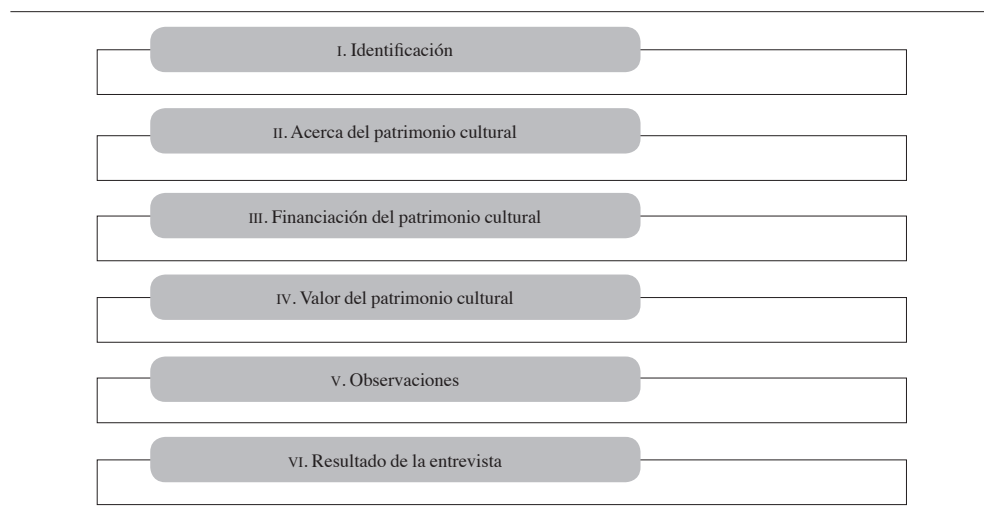 I. Identificación
II. Acerca del patrimonio cultural
III. Financiación del patrimonio cultural
IV. Valor del patrimonio cultural
V. Observaciones
VI. Resultado de la entrevista